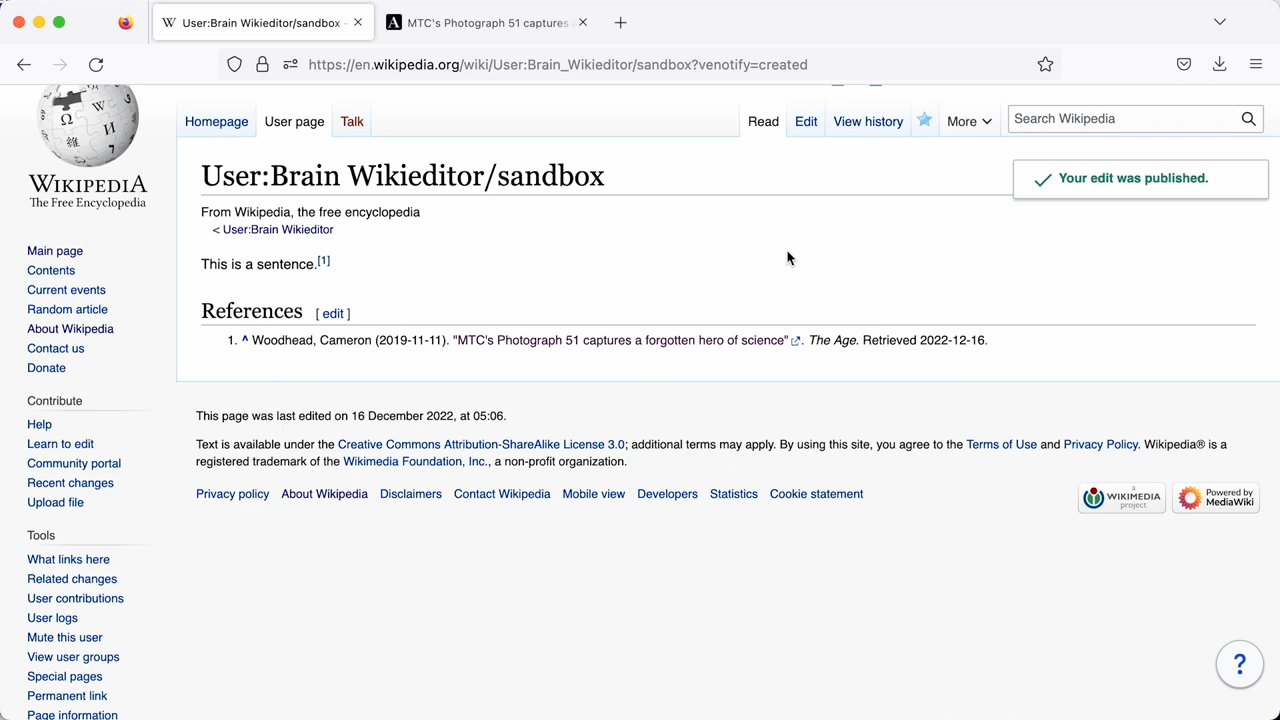 User:Brain Wikieditor/sandbox -
MTC's Photograph 51 captures
https://en.wikipedia.org/wiki/User:Brain_Wikieditor/sandbox?venotify=created
Homepage User page Talk Read Edit View history More Search Wikipedia
WIKIPEDIA
The Free Encyclopedia
User:Brain Wikieditor/sandbox
Your edit was published.
From Wikipedia, the free encyclopedia
< User:Brain Wikieditor
This is a sentence.[1]
References [ edit ]
1. ^ Woodhead, Cameron (2019-11-11). "MTC's Photograph 51 captures a forgotten hero of science". The Age. Retrieved 2022-12-16.
This page was last edited on 16 December 2022, at 05:06.
Text is available under the Creative Commons Attribution-ShareAlike License 3.0; additional terms may apply. By using this site, you agree to the Terms of Use and Privacy Policy. Wikipedia® is a
registered trademark of the Wikimedia Foundation, Inc., a non-profit organization.
Privacy policy About Wikipedia Disclaimers Contact Wikipedia Mobile view Developers Statistics Cookie statement
a
WIKIMEDIA
project
Powered by
MediaWiki
Main page
Contents
Current events
Random article
About Wikipedia
Contact us
Donate
Contribute
Help
Learn to edit
Community portal
Recent changes
Upload file
Tools
What links here
Related changes
User contributions
User logs
Mute this user
View user groups
Special pages
Permanent link
Page information
?